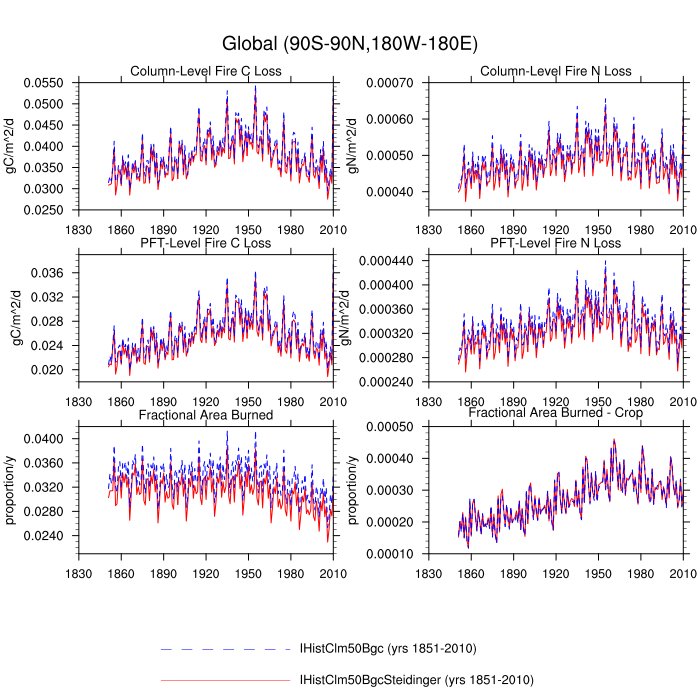 Global (90S-90N,180W-180E)
Column-Level Fire C Loss
gC/m^2/d
0.0550
0.0500
0.0450
0.0400
0.0350
0.0300
0.0250
1830 1860 1890 1920 1950 1980 2010
Column-Level Fire N Loss
gN/m^2/d
0.00070
0.00060
0.00050
0.00040
1830 1860 1890 1920 1950 1980 2010
PFT-Level Fire C Loss
gC/m^2/d
0.036
0.032
0.028
0.024
0.020
1830 1860 1890 1920 1950 1980 2010
PFT-Level Fire N Loss
gN/m^2/d
0.000440
0.000400
0.000360
0.000320
0.000280
0.000240
1830 1860 1890 1920 1950 1980 2010
Fractional Area Burned
proportion/y
0.0400
0.0360
0.0320
0.0280
0.0240
1830 1860 1890 1920 1950 1980 2010
Fractional Area Burned - Crop
proportion/y
0.00050
0.00040
0.00030
0.00020
0.00010
1830 1860 1890 1920 1950 1980 2010
IHistClm50Bgc (yrs 1851-2010)
IHistClm50BgcSteidinger (yrs 1851-2010)